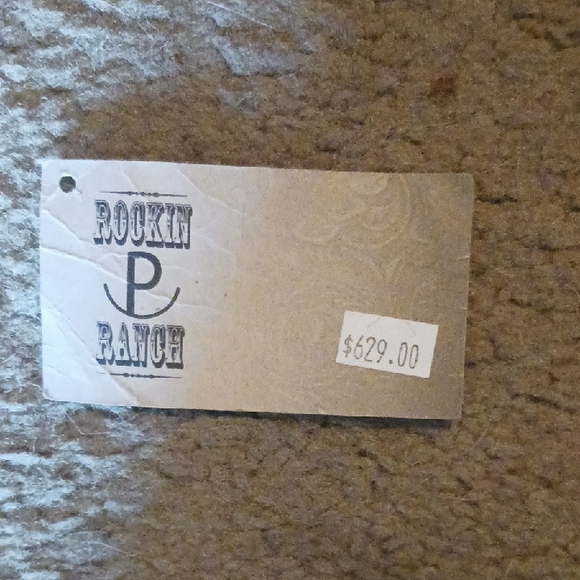 ROCKIN
P
RANCH
$629.00